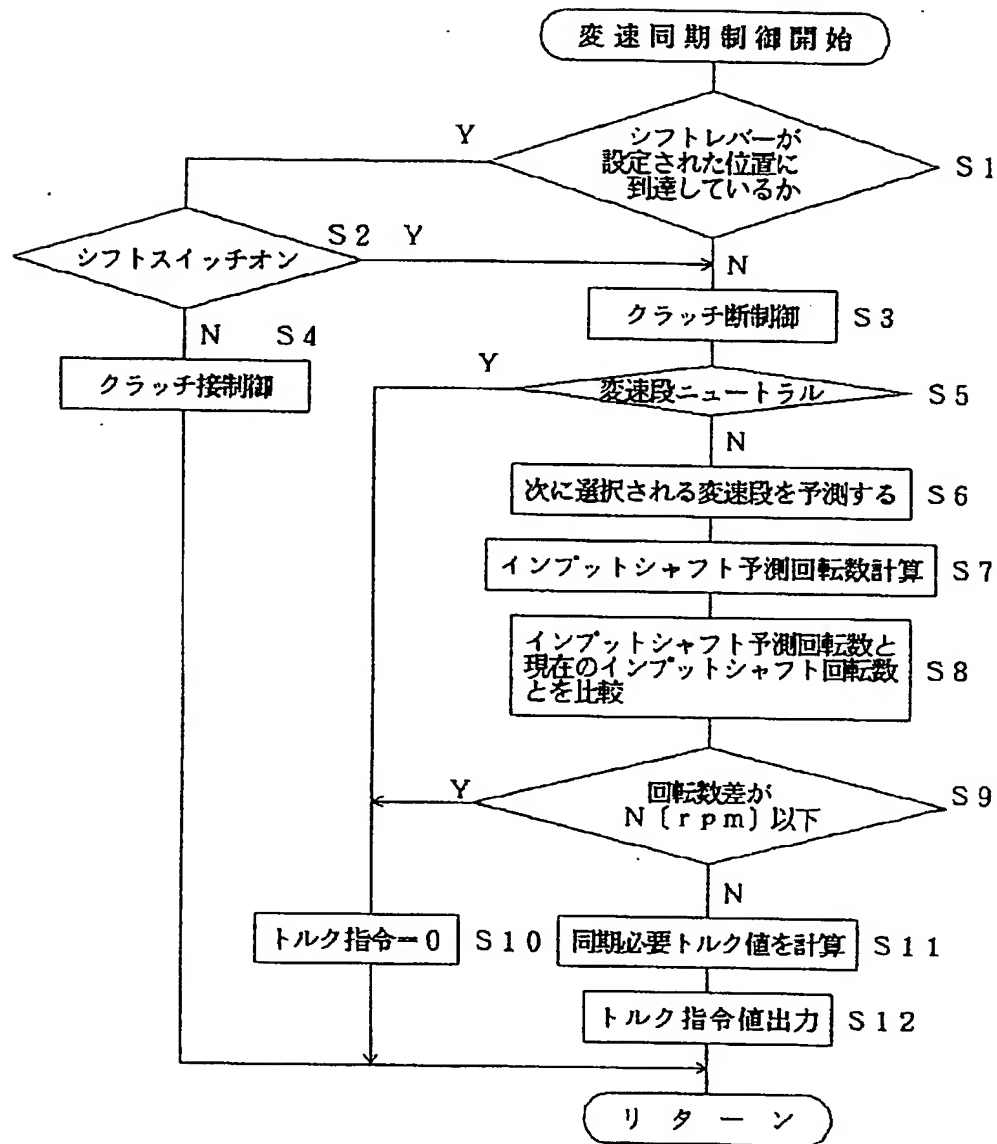 変速同期制御開始
シフトレバーが
設定された位置に
到達しているか
S1
Y
シフトスイッチオン
S2 Y
N
クラッチ断制御
S3
N
S4
クラッチ接制御
Y
変速段ニュートラル
S5
N
次に選択される変速段を予測する
S6
インプットシャフト予測回転数計算
S7
インプットシャフト予測回転数と
現在のインプットシャフト回転数
とを比較
S8
Y
回転数差が
N〔rpm〕以下
S9
N
トルク指令=0
S10
同期必要トルク値を計算
S11
トルク指令値出力
S12
リターン